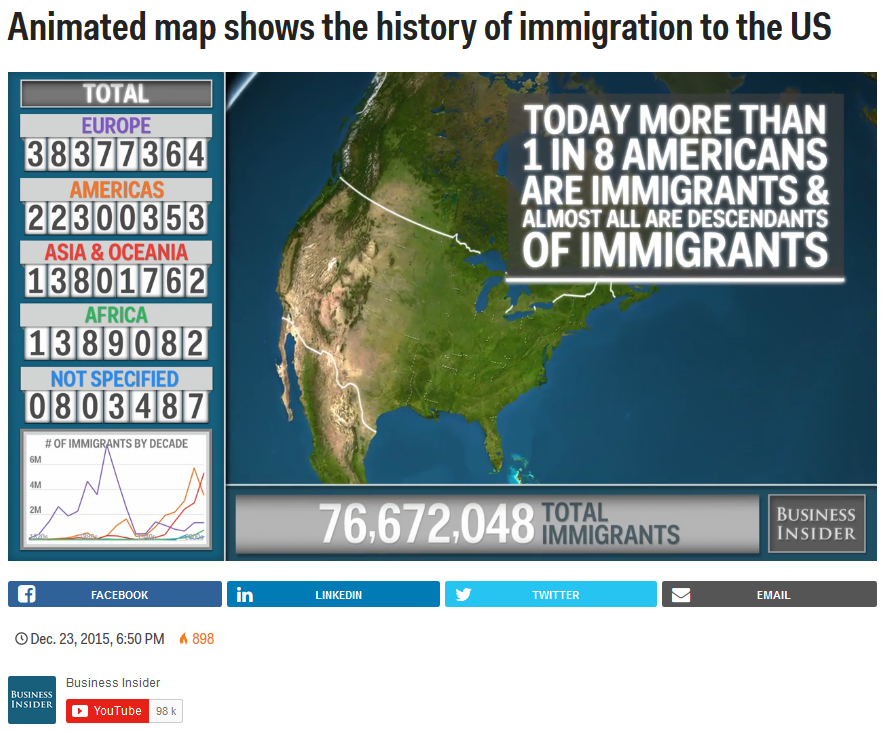 Animated map shows the history of immigration to the US
TOTAL
EUROPE
38377364
AMERICAS
22300353
ASIA & OCEANIA
13801762
AFRICA
1389082
NOT SPECIFIED
0803487
# OF IMMIGRANTS BY DECADE
6M
4M
2M
TODAY MORE THAN
1 IN 8 AMERICANS
ARE IMMIGRANTS &
ALMOST ALL ARE DESCENDANTS
OF IMMIGRANTS
76,672,048 TOTAL
IMMIGRANTS
BUSINESS
INSIDER
FACEBOOK
LINKEDIN
TWITTER
EMAIL
Dec. 23, 2015, 6:50 PM 898
BUSINESS
INSIDER
Business Insider
YouTube 98 k